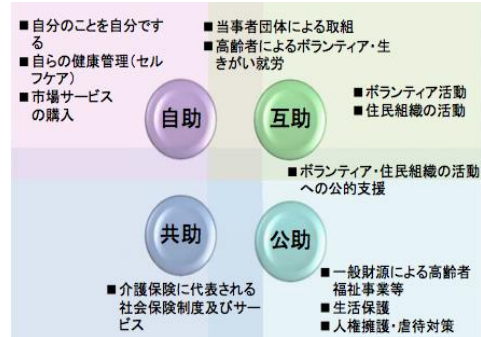 ■自分のことを自分です
る
■自らの健康管理(セル
フケア)
■市場サービス
の購入
■当事者団体による取組
■高齢者によるボランティア・生
きがい就労
自助
互助
■ボランティア活動
■住民組織の活動
■ボランティア・住民組織の活動
への公的支援
共助
公助
■介護保険に代表される
社会保険制度及びサー
ビス
■一般財源による高齢者
福祉事業等
■生活保護
■人権擁護・虐待対策